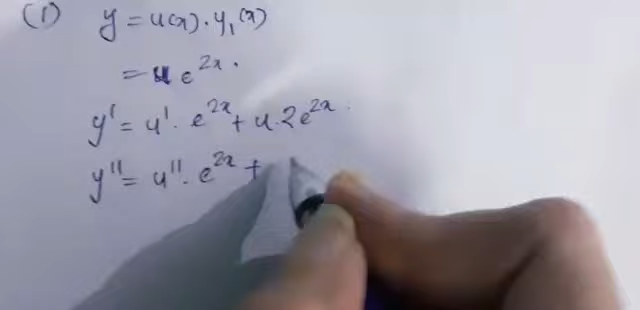 (1) y = u(x) · y₁(x)
= u e^{2x} ·
y' = u' · e^{2x} + u · 2e^{2x} ·
y'' = u'' · e^{2x} +